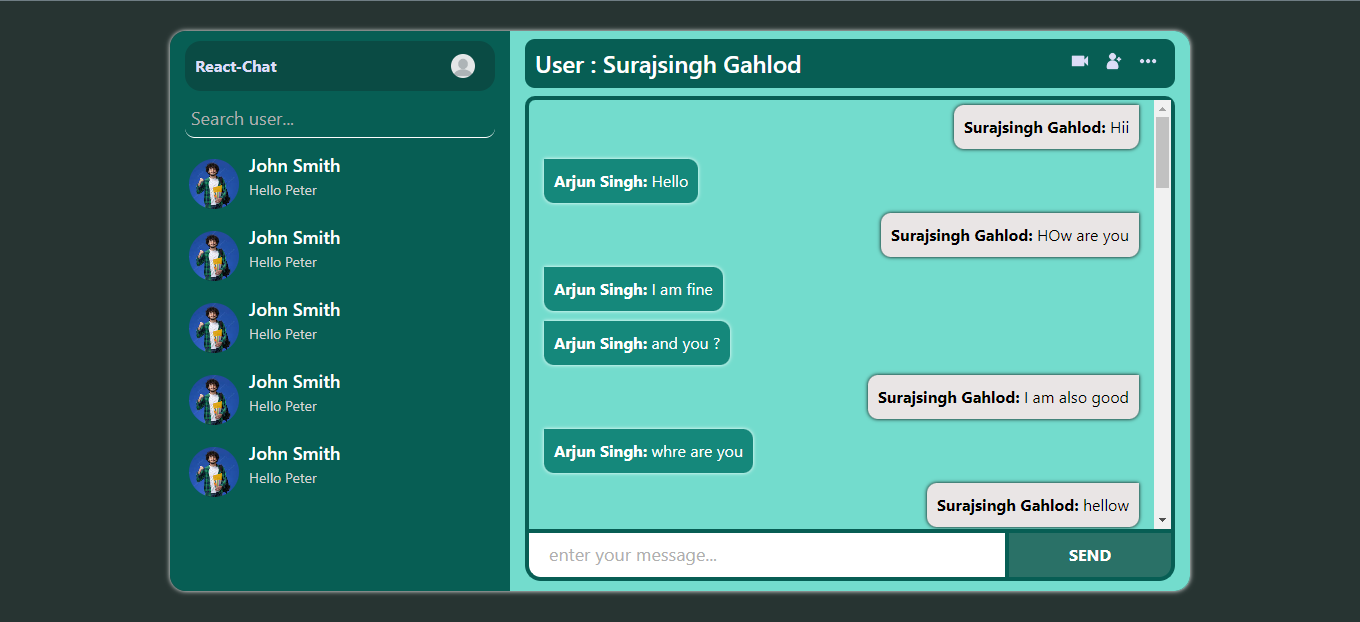 React-Chat
Search user...
John Smith
Hello Peter
John Smith
Hello Peter
John Smith
Hello Peter
John Smith
Hello Peter
John Smith
Hello Peter
User : Surajsingh Gahlod
Surajsingh Gahlod: Hii
Arjun Singh: Hello
Surajsingh Gahlod: HOw are you
Arjun Singh: I am fine
Arjun Singh: and you ?
Surajsingh Gahlod: I am also good
Arjun Singh: whre are you
Surajsingh Gahlod: hellow
enter your message...
SEND